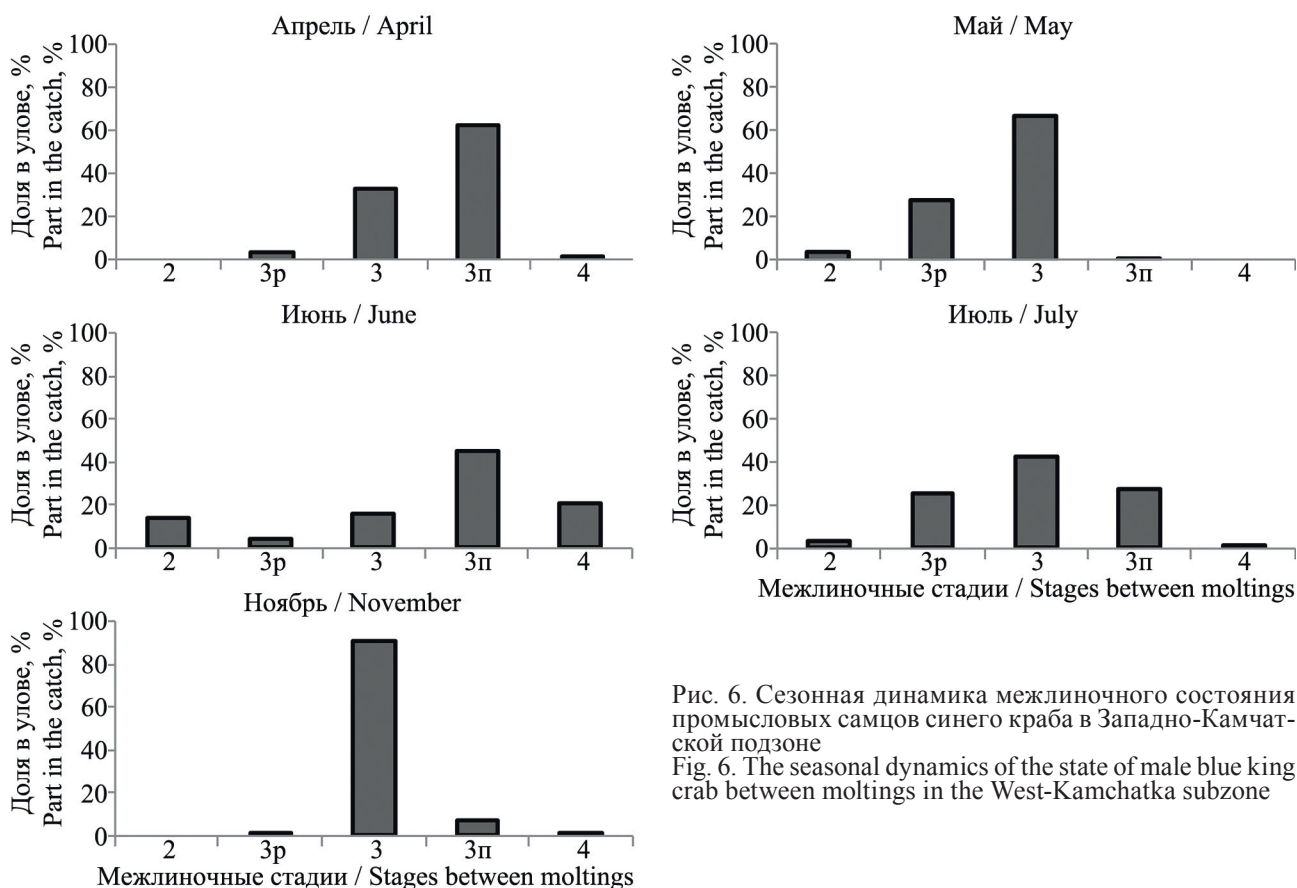 Апрель / April
Доля в улове, %
Part in the catch, %
100
80
60
40
20
0
2 3р 3 3п 4
Май / May
Доля в улове, %
Part in the catch, %
100
80
60
40
20
0
2 3р 3 3п 4
Июнь / June
Доля в улове, %
Part in the catch, %
100
80
60
40
20
0
2 3р 3 3п 4
Июль / July
Доля в улове, %
Part in the catch, %
100
80
60
40
20
0
2 3р 3 3п 4
Межлиночные стадии / Stages between moltings
Ноябрь / November
Доля в улове, %
Part in the catch, %
100
80
60
40
20
0
2 3р 3 3п 4
Межлиночные стадии / Stages between moltings
Рис. 6. Сезонная динамика межлиночного состояния
промысловых самцов синего краба в Западно-Камчат-
ской подзоне
Fig. 6. The seasonal dynamics of the state of male blue king
crab between moltings in the West-Kamchatka subzone